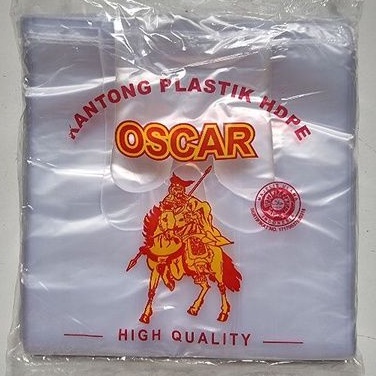 KANTONG PLASTIK HDPE
OSCAR
HIGH QUALITY